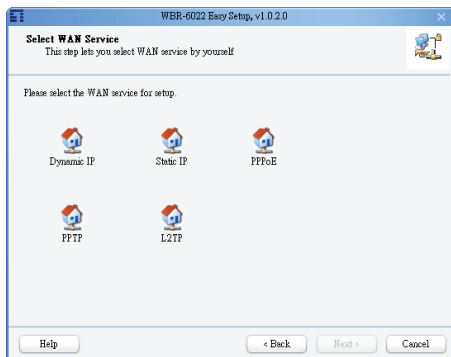 WBR-6022 Easy Setup, v1.0.2.0
Select WAN Service
This step lets you select WAN service by yourself
Please select the WAN service for setup.
Dynamic IP Static IP PPPoE
PPTP L2TP
Help < Back Next > Cancel